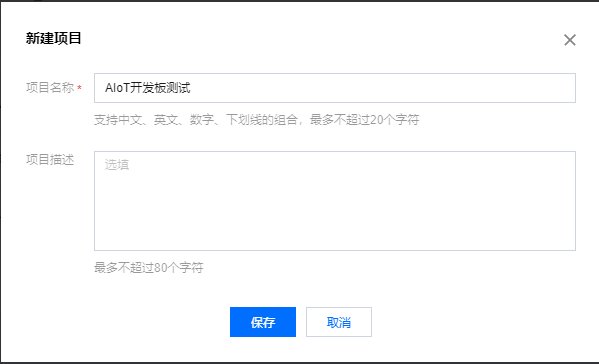 新建项目
项目名称 *
AIoT开发板测试
支持中文、英文、数字、下划线的组合，最多不超过20个字符
项目描述
选填
最多不超过80个字符
保存
取消